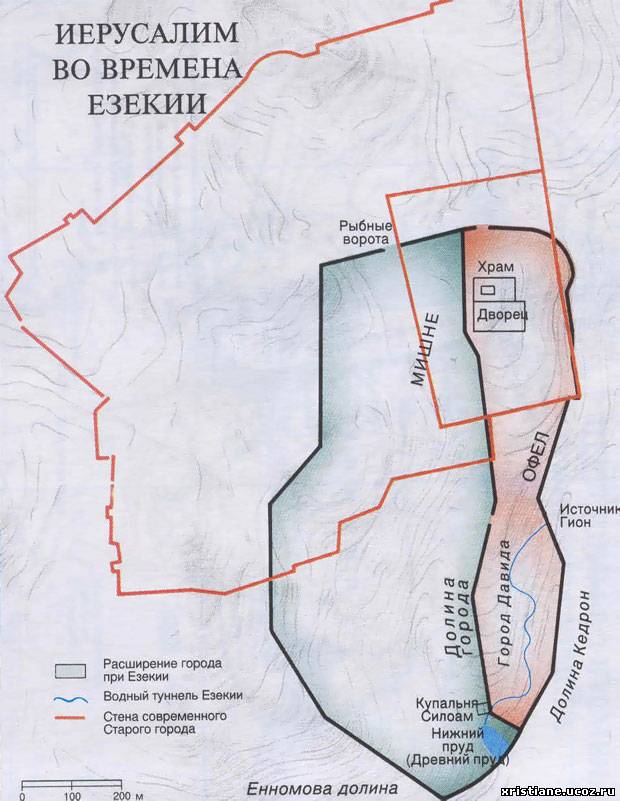 ИЕРУСАЛИМ
ВО ВРЕМЕНА
ЕЗЕКИИ
Рыбные
ворота
Храм
Дворец
МИШНЕ
ОФЕЛ
Источник
Гион
Город Давида
Долина
города
Долина Кедрон
Расширение города
при Езекии
Водный туннель Езекии
Стена современного
Старого города
Купальня
Силоам
Нижний
пруд
(Древний пруд)
Енномова долина
0 100 200 м
xristiane.ucoz.ru